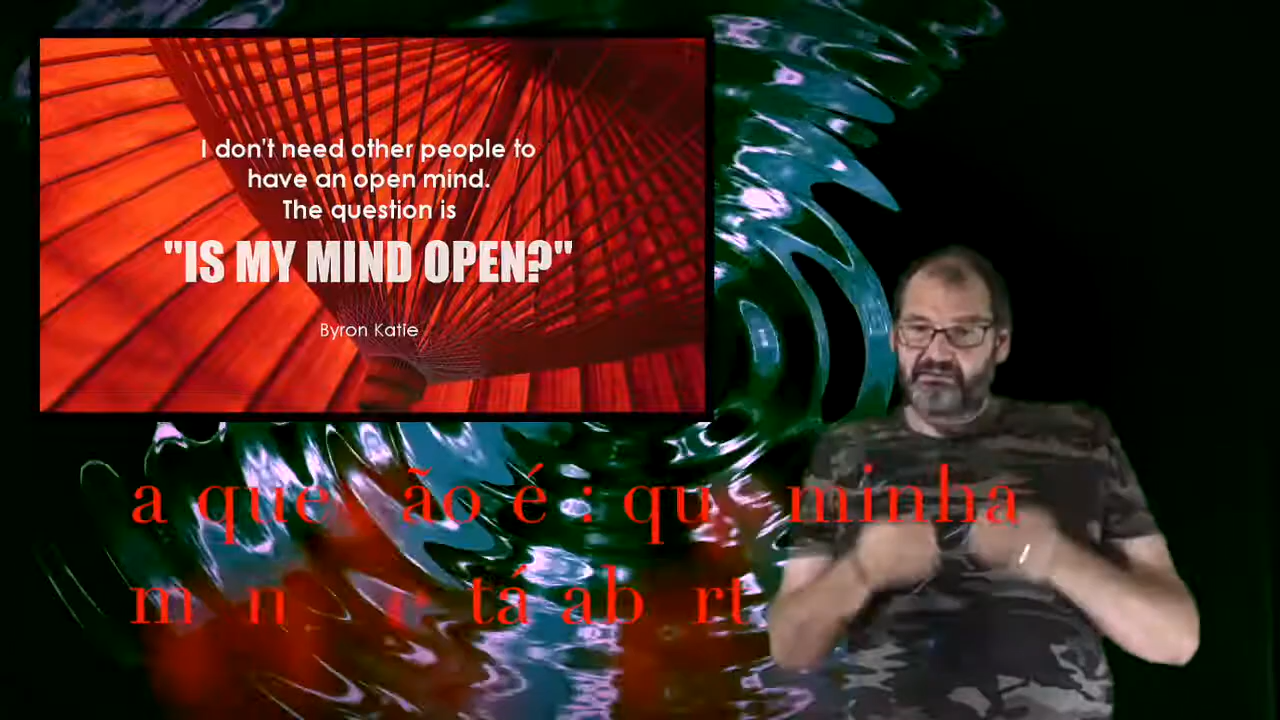 I don't need other people to
have an open mind.
The question is
"IS MY MIND OPEN?"
Byron Katie
é : minha